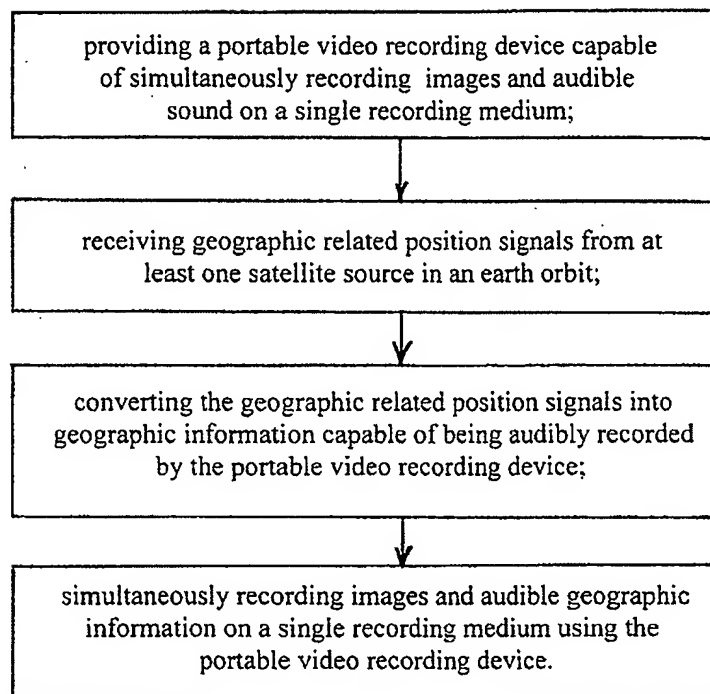 providing a portable video recording device capable
of simultaneously recording images and audible
sound on a single recording medium;
receiving geographic related position signals from at
least one satellite source in an earth orbit;
converting the geographic related position signals into
geographic information capable of being audibly recorded
by the portable video recording device;
simultaneously recording images and audible geographic
information on a single recording medium using the
portable video recording device.